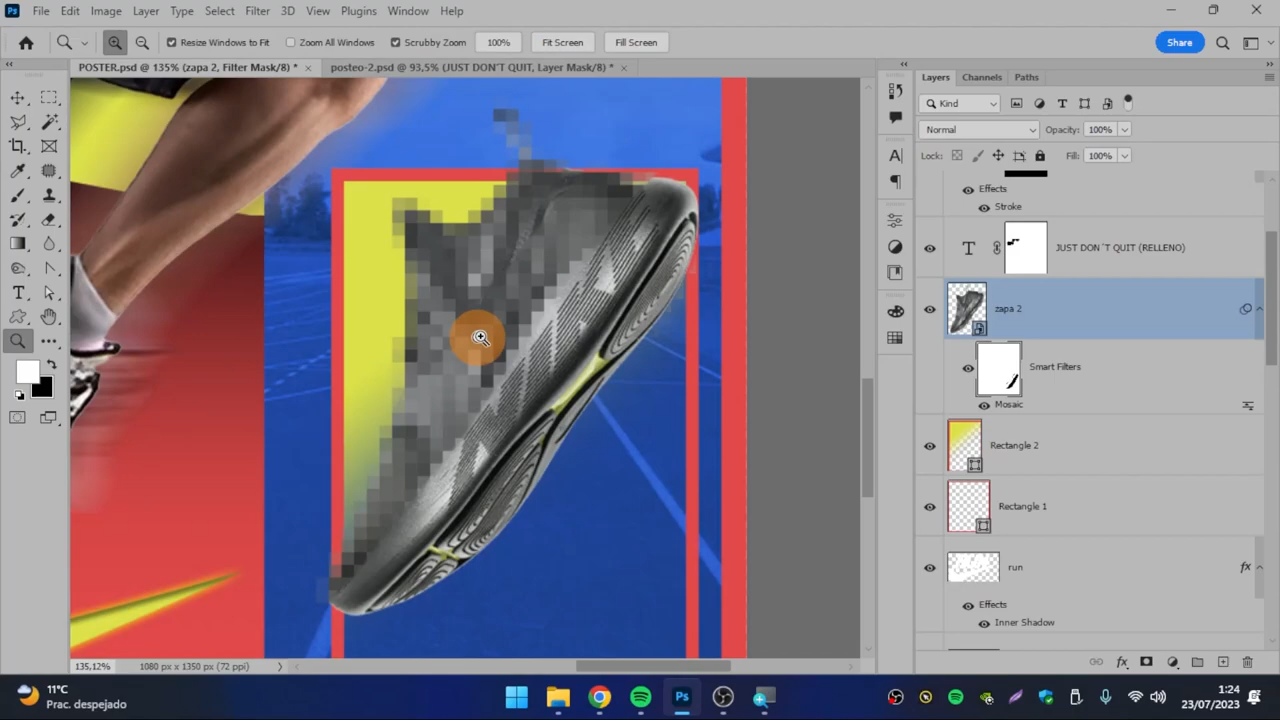 Ps File Edit Image Layer Type Select Filter 3D View Plugins Window Help
Resize Windows to Fit Zoom All Windows Scrubby Zoom 100% Fit Screen Fill Screen Share
POSTER.psd @ 135% (zapa 2, Filter Mask/8) * × posteo-2.psd @ 93,5% (JUST DON'T QUIT, Layer Mask/8) * ×
Layers Channels Paths
Kind
Normal Opacity: 100%
Lock: Fill: 100%
Effects
Stroke
JUST DON´T QUIT (RELLENO)
zapa 2
Smart Filters
Mosaic
Rectangle 2
Rectangle 1
run fx
Effects
Inner Shadow
135,12% 1080 px x 1350 px (72 ppi)
11°C
Prac. despejado
1:24
23/07/2023